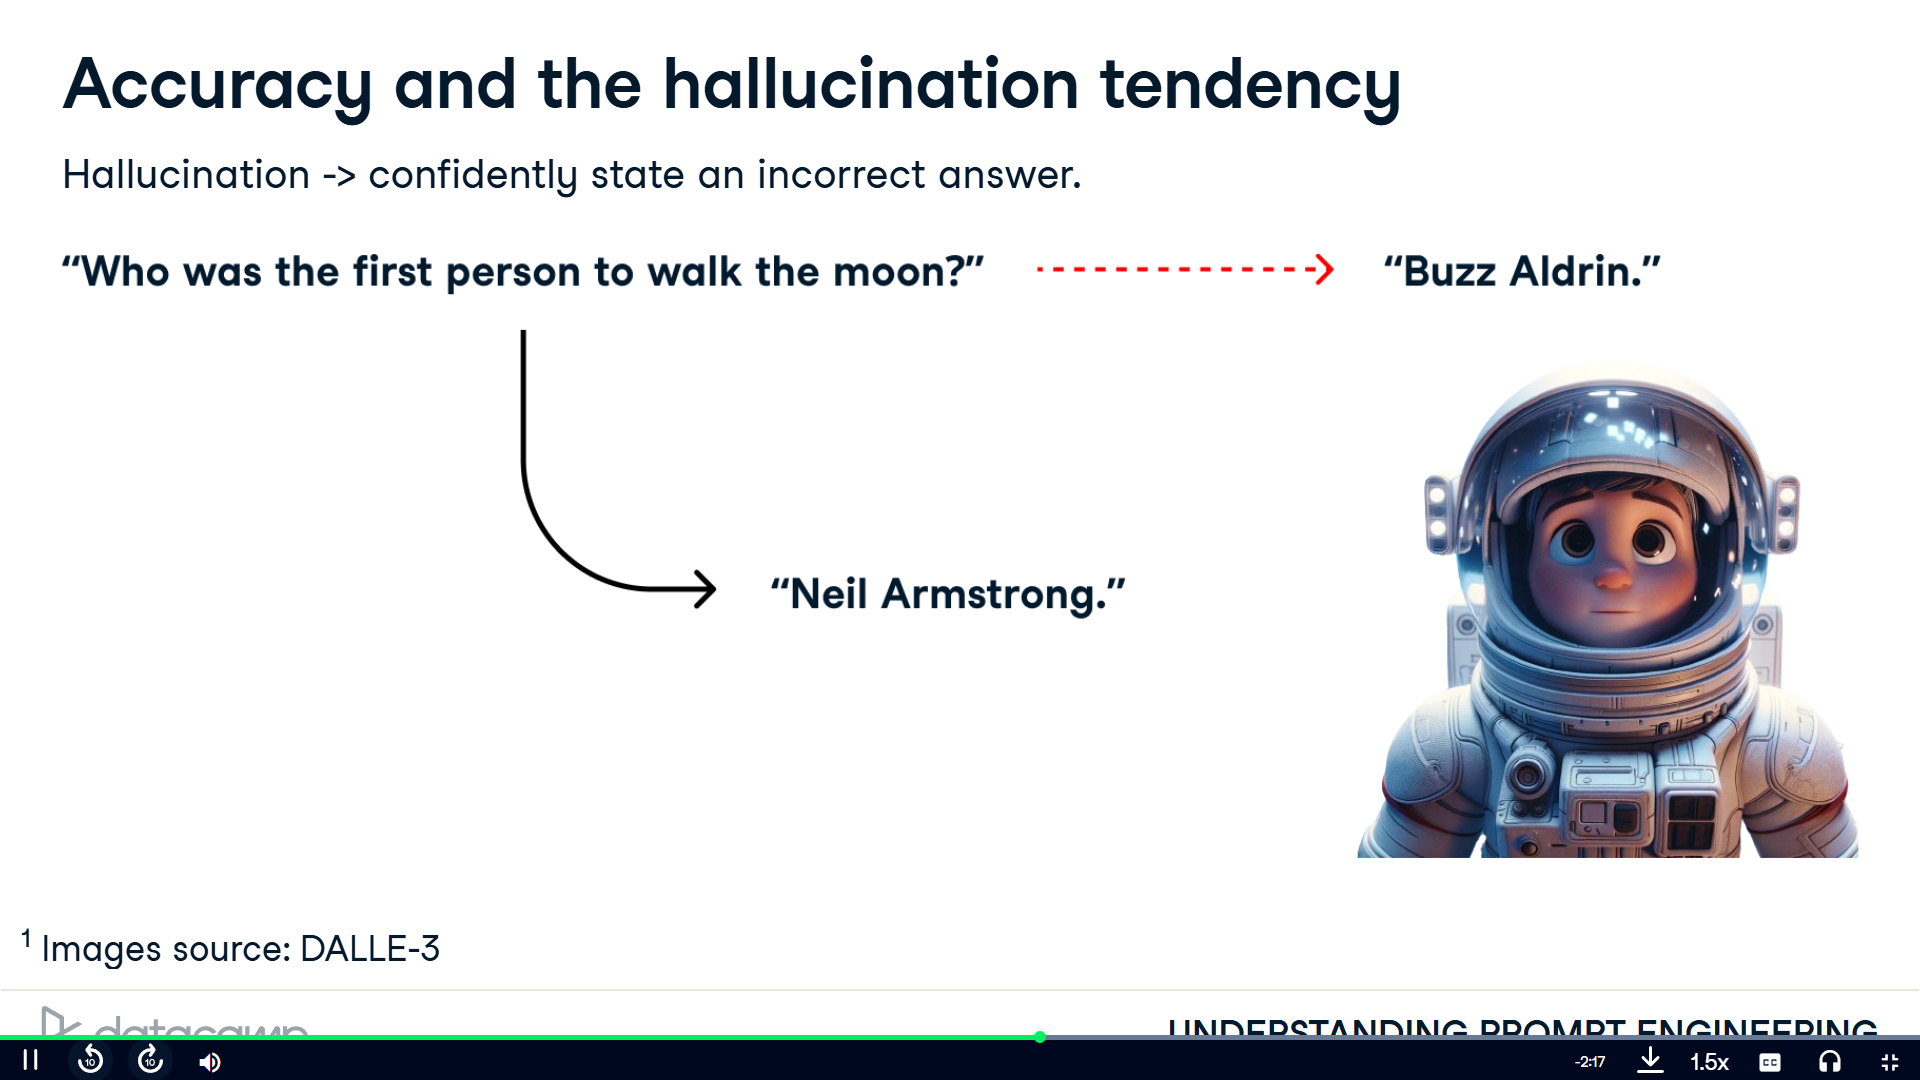 Accuracy and the hallucination tendency
Hallucination -> confidently state an incorrect answer.
“Who was the first person to walk the moon?”
“Buzz Aldrin.”
“Neil Armstrong.”
1 Images source: DALLE-3
datacamp
UNDERSTANDING PROMPT ENGINEERING
10
10
-2:17
1.5x
CC